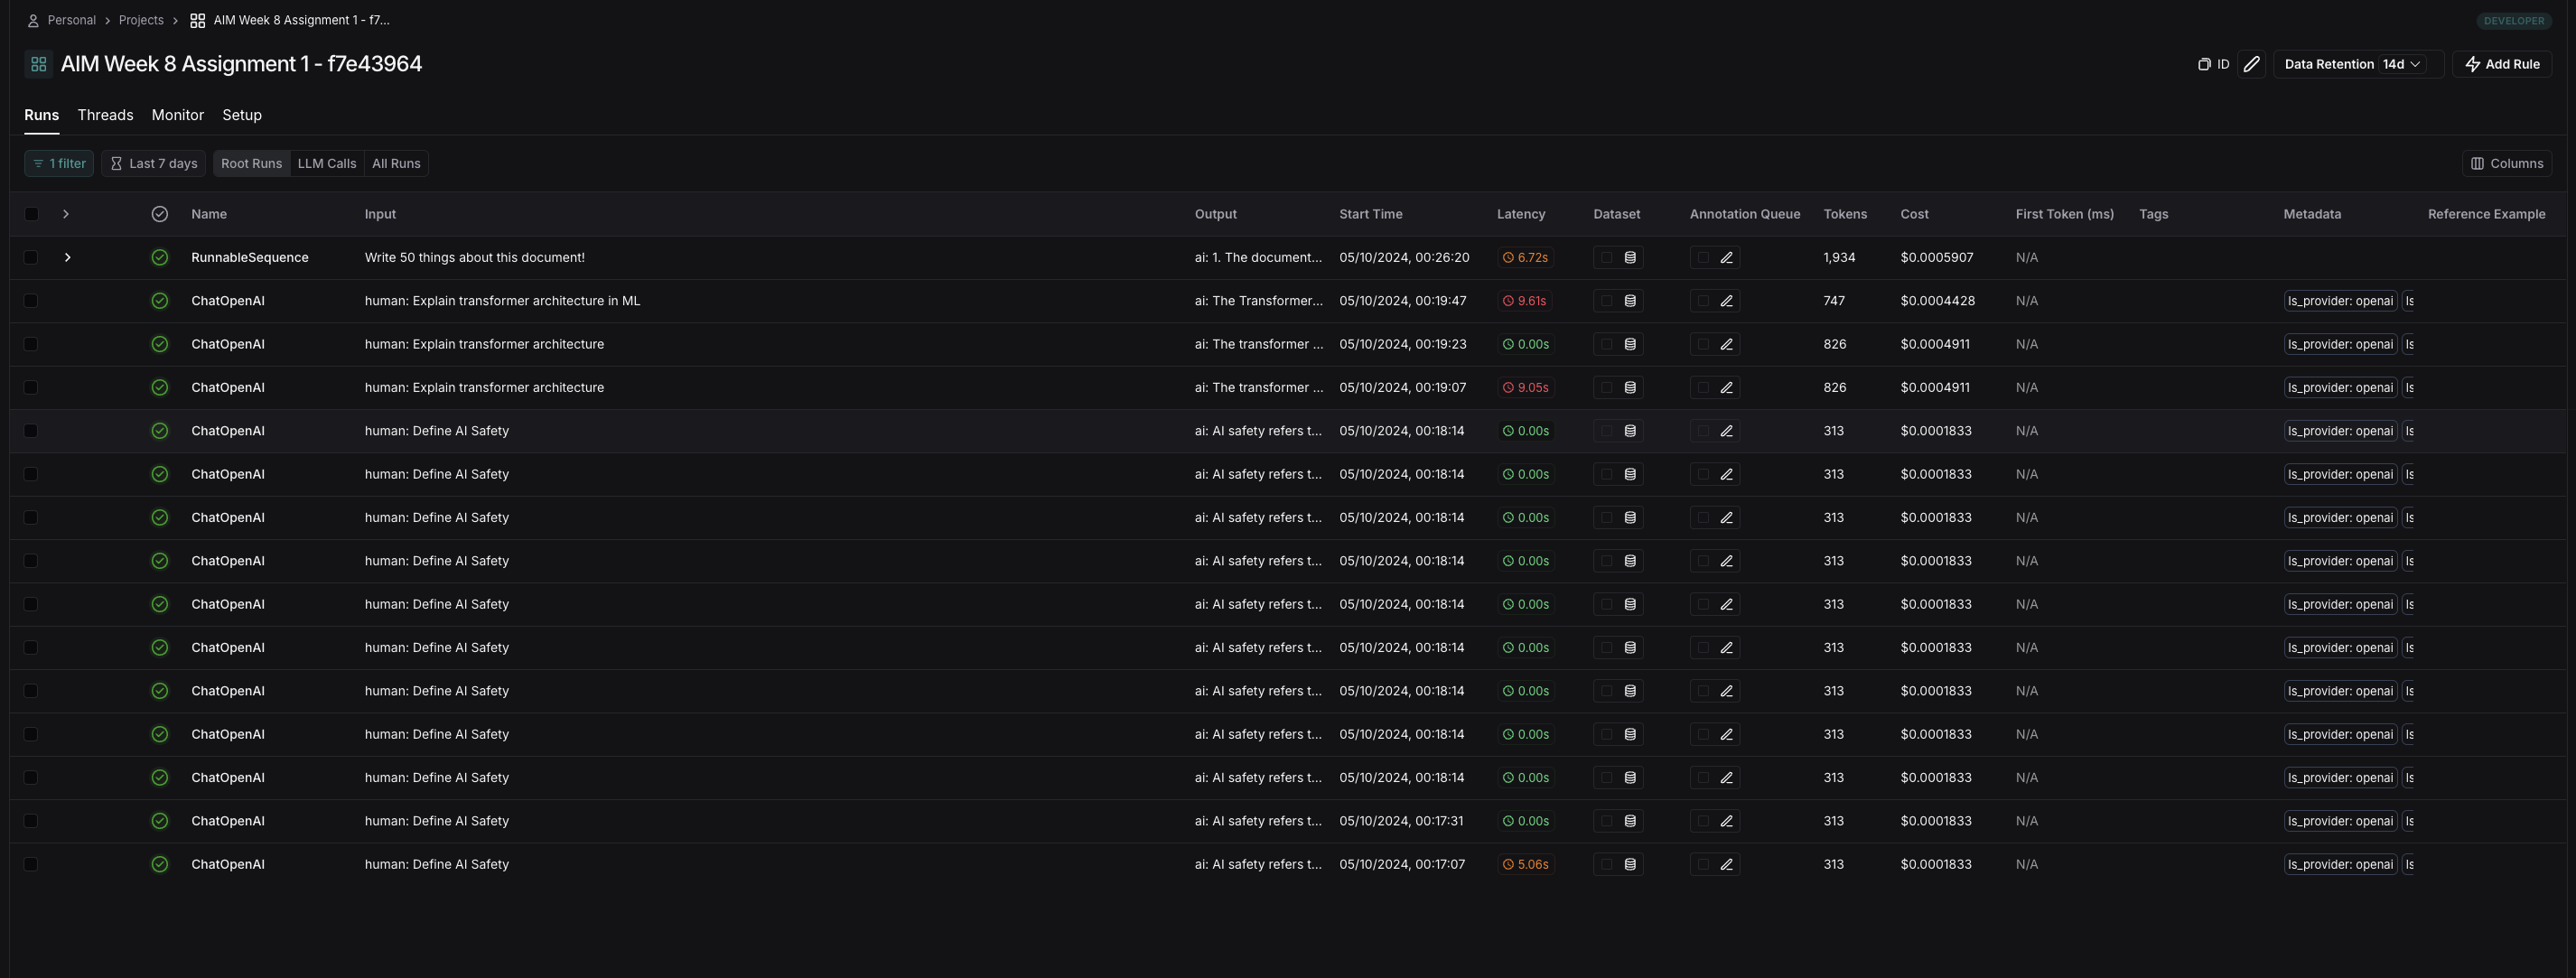 Personal > Projects > AIM Week 8 Assignment 1 - f7... DEVELOPER
AIM Week 8 Assignment 1 - f7e43964 ID Data Retention 14d Add Rule
Runs Threads Monitor Setup
1 filter Last 7 days Root Runs LLM Calls All Runs Columns
Name Input Output Start Time Latency Dataset Annotation Queue Tokens Cost First Token (ms) Tags Metadata Reference Example
RunnableSequence Write 50 things about this document! ai: 1. The document... 05/10/2024, 00:26:20 6.72s 1,934 $0.0005907 N/A
ChatOpenAI human: Explain transformer architecture in ML ai: The Transformer... 05/10/2024, 00:19:47 9.61s 747 $0.0004428 N/A ls_provider: openai ls
ChatOpenAI human: Explain transformer architecture ai: The transformer ... 05/10/2024, 00:19:23 0.00s 826 $0.0004911 N/A ls_provider: openai ls
ChatOpenAI human: Explain transformer architecture ai: The transformer ... 05/10/2024, 00:19:07 9.05s 826 $0.0004911 N/A ls_provider: openai ls
ChatOpenAI human: Define AI Safety ai: AI safety refers t... 05/10/2024, 00:18:14 0.00s 313 $0.0001833 N/A ls_provider: openai ls
ChatOpenAI human: Define AI Safety ai: AI safety refers t... 05/10/2024, 00:18:14 0.00s 313 $0.0001833 N/A ls_provider: openai ls
ChatOpenAI human: Define AI Safety ai: AI safety refers t... 05/10/2024, 00:18:14 0.00s 313 $0.0001833 N/A ls_provider: openai ls
ChatOpenAI human: Define AI Safety ai: AI safety refers t... 05/10/2024, 00:18:14 0.00s 313 $0.0001833 N/A ls_provider: openai ls
ChatOpenAI human: Define AI Safety ai: AI safety refers t... 05/10/2024, 00:18:14 0.00s 313 $0.0001833 N/A ls_provider: openai ls
ChatOpenAI human: Define AI Safety ai: AI safety refers t... 05/10/2024, 00:18:14 0.00s 313 $0.0001833 N/A ls_provider: openai ls
ChatOpenAI human: Define AI Safety ai: AI safety refers t... 05/10/2024, 00:18:14 0.00s 313 $0.0001833 N/A ls_provider: openai ls
ChatOpenAI human: Define AI Safety ai: AI safety refers t... 05/10/2024, 00:18:14 0.00s 313 $0.0001833 N/A ls_provider: openai ls
ChatOpenAI human: Define AI Safety ai: AI safety refers t... 05/10/2024, 00:18:14 0.00s 313 $0.0001833 N/A ls_provider: openai ls
ChatOpenAI human: Define AI Safety ai: AI safety refers t... 05/10/2024, 00:17:31 0.00s 313 $0.0001833 N/A ls_provider: openai ls
ChatOpenAI human: Define AI Safety ai: AI safety refers t... 05/10/2024, 00:17:07 5.06s 313 $0.0001833 N/A ls_provider: openai ls